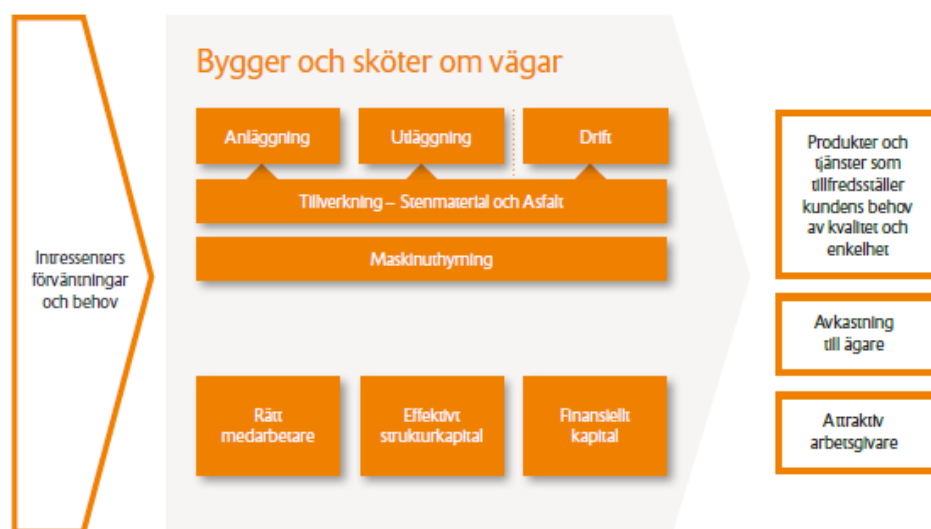 Bygger och sköter om vägar
Anläggning
Utläggning
Drift
Tillverkning – Stenmaterial och Asfalt
Maskinuthyrning
Intressenters
förväntningar
och behov
Rätt
medarbetare
Effektivt
strukturkapital
Finansiellt
kapital
Produkter och
tjänster som
tillfredsställer
kundens behov
av kvalitet och
enkelhet
Avkastning
till ägare
Attraktiv
arbetsgivare